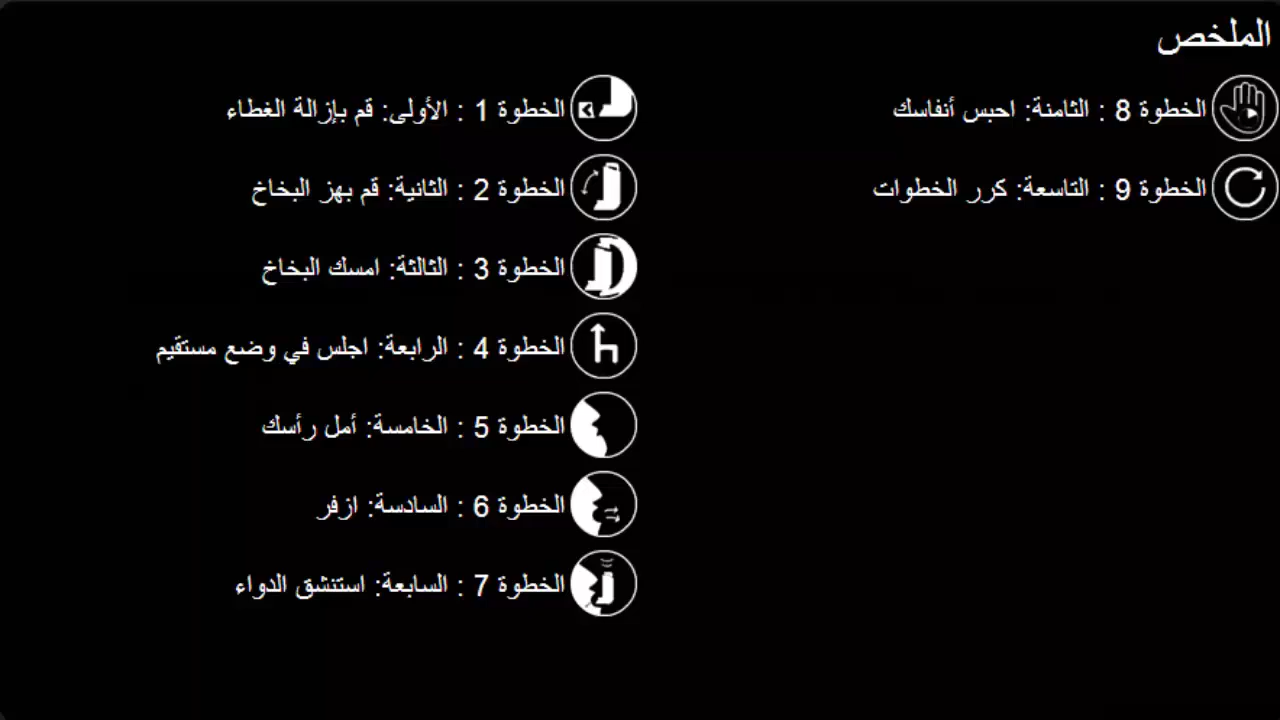 الملخص
الخطوة 1 : الأولى: قم بإزالة الغطاء
الخطوة 2 : الثانية: قم بهز البخاخ
الخطوة 3 : الثالثة: امسك البخاخ
الخطوة 4 : الرابعة: اجلس في وضع مستقيم
الخطوة 5 : الخامسة: أمل رأسك
الخطوة 6 : السادسة: ازفر
الخطوة 7 : السابعة: استنشق الدواء
الخطوة 8 : الثامنة: احبس أنفاسك
الخطوة 9 : التاسعة: كرر الخطوات